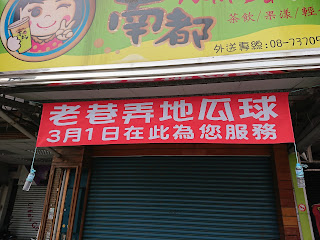 南都
茶飲/果漾/輕
外送專線:08-73705
老巷弄地瓜球
3月1日在此為您服務